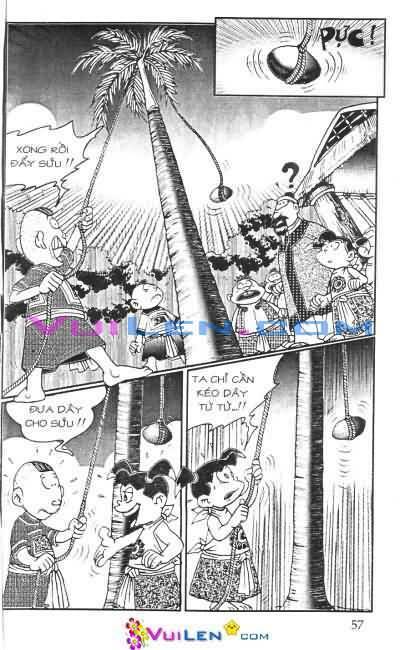 PỰC!
XONG RỒI
ĐẤY SỬU!!
?
VUILEN.COM
ĐƯA DÂY
CHO SỬU!!
TA CHỈ CẦN
KÉO DÂY
TỪ TỪ...!!
57
VUILEN.COM